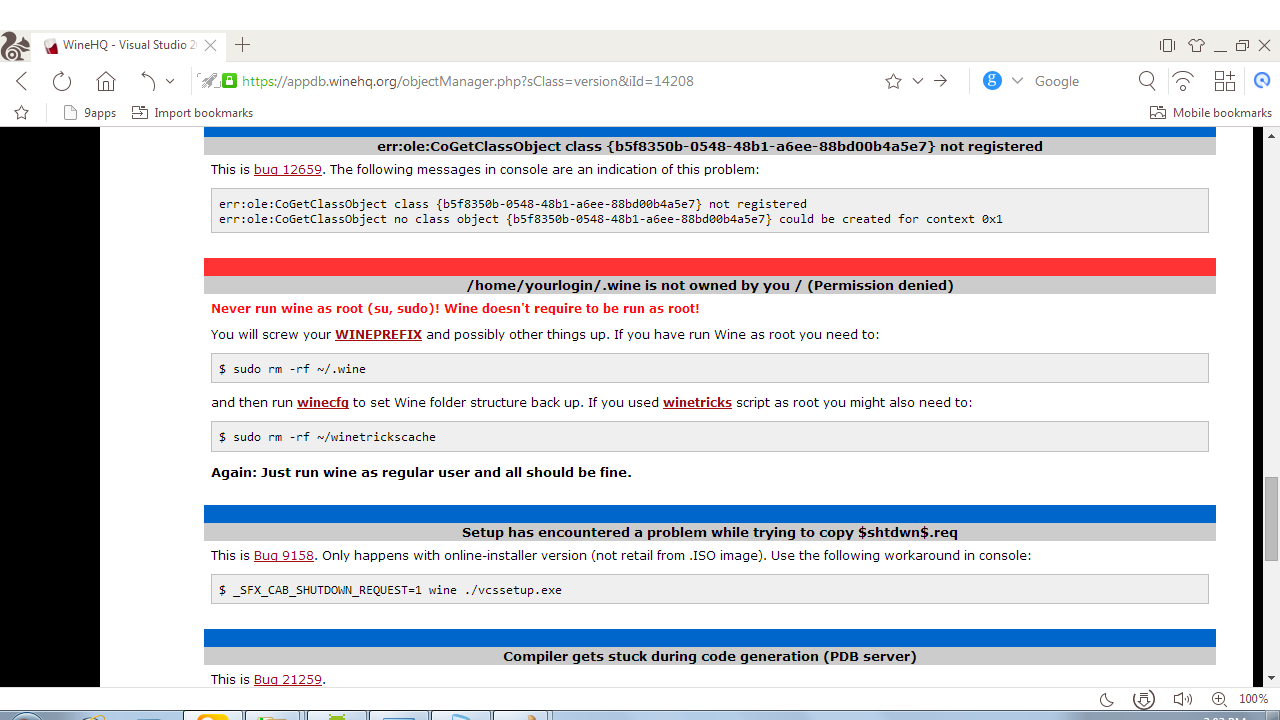 WineHQ - Visual Studio 2
https://appdb.winehq.org/objectManager.php?sClass=version&iId=14208
g
Google
9apps
Import bookmarks
Mobile bookmarks
err:ole:CoGetClassObject class {b5f8350b-0548-48b1-a6ee-88bd00b4a5e7} not registered
This is bug 12659. The following messages in console are an indication of this problem:
err:ole:CoGetClassObject class {b5f8350b-0548-48b1-a6ee-88bd00b4a5e7} not registered
err:ole:CoGetClassObject no class object {b5f8350b-0548-48b1-a6ee-88bd00b4a5e7} could be created for context 0x1
/home/yourlogin/.wine is not owned by you / (Permission denied)
Never run wine as root (su, sudo)! Wine doesn't require to be run as root!
You will screw your WINEPREFIX and possibly other things up. If you have run Wine as root you need to:
$ sudo rm -rf ~/.wine
and then run winecfg to set Wine folder structure back up. If you used winetricks script as root you might also need to:
$ sudo rm -rf ~/winetrickscache
Again: Just run wine as regular user and all should be fine.
Setup has encountered a problem while trying to copy $shtdwn$.req
This is Bug 9158. Only happens with online-installer version (not retail from .ISO image). Use the following workaround in console:
$ _SFX_CAB_SHUTDOWN_REQUEST=1 wine ./vcssetup.exe
Compiler gets stuck during code generation (PDB server)
This is Bug 21259.
100%